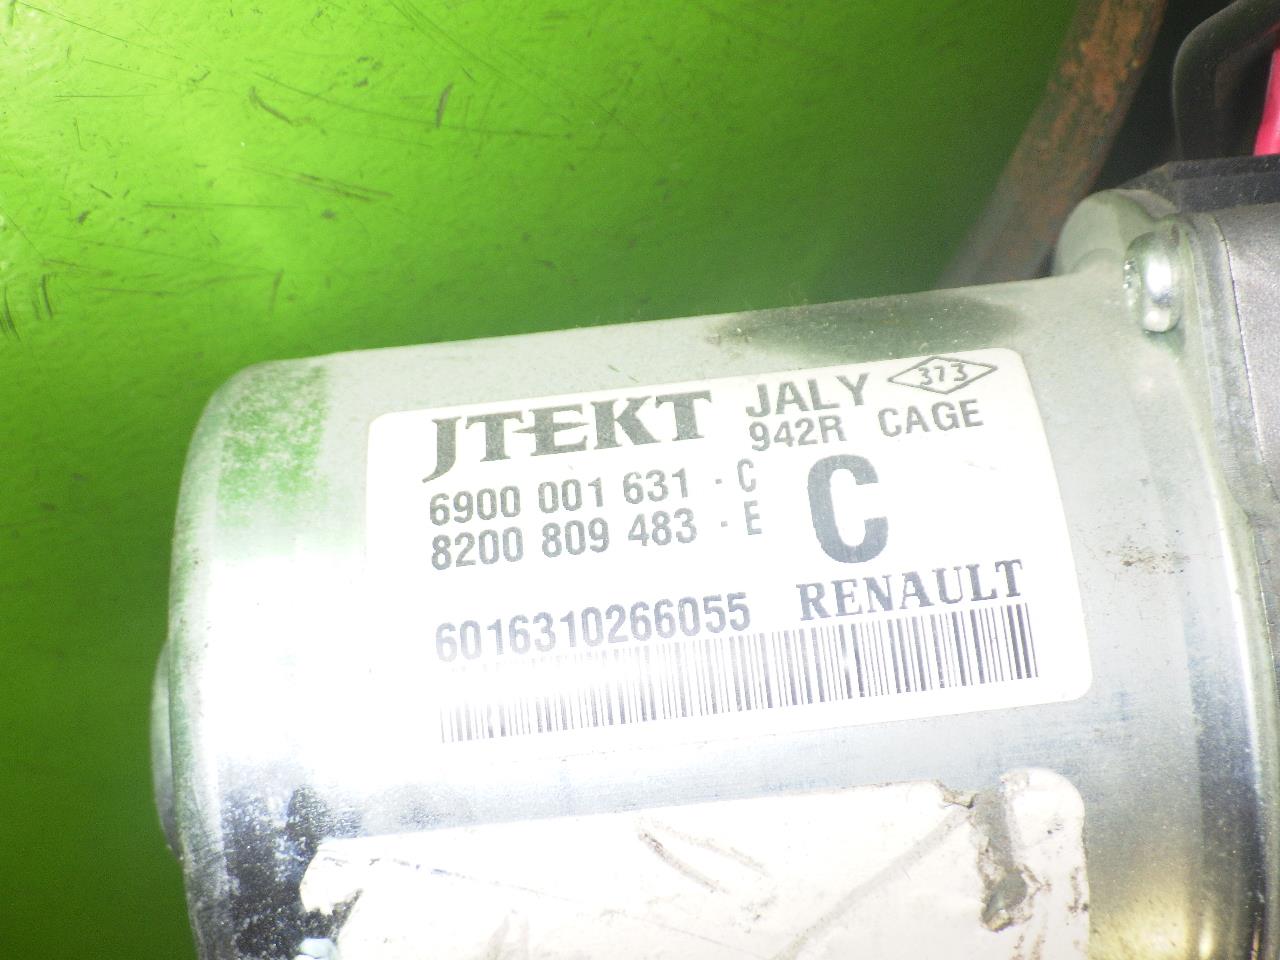 JTEKT JALY 373
942R CAGE
6900 001 631 - C
8200 809 483 - E
C
6016310266055 RENAULT